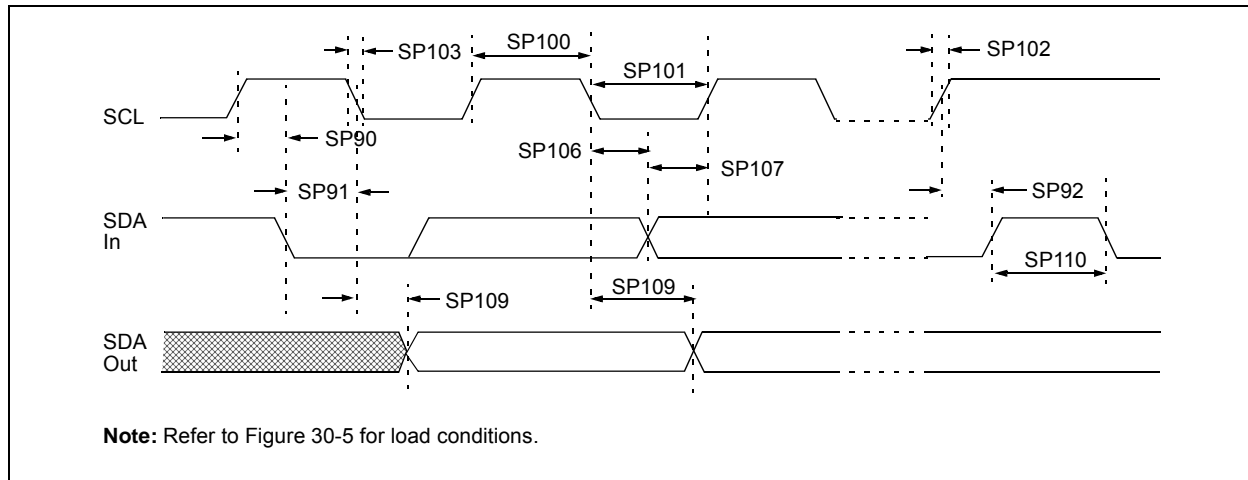 SP103
SP100
SP102
SP101
SCL
SP90
SP106
SP107
SP91
SP92
SDA
In
SP110
SP109
SP109
SDA
Out
Note: Refer to Figure 30-5 for load conditions.